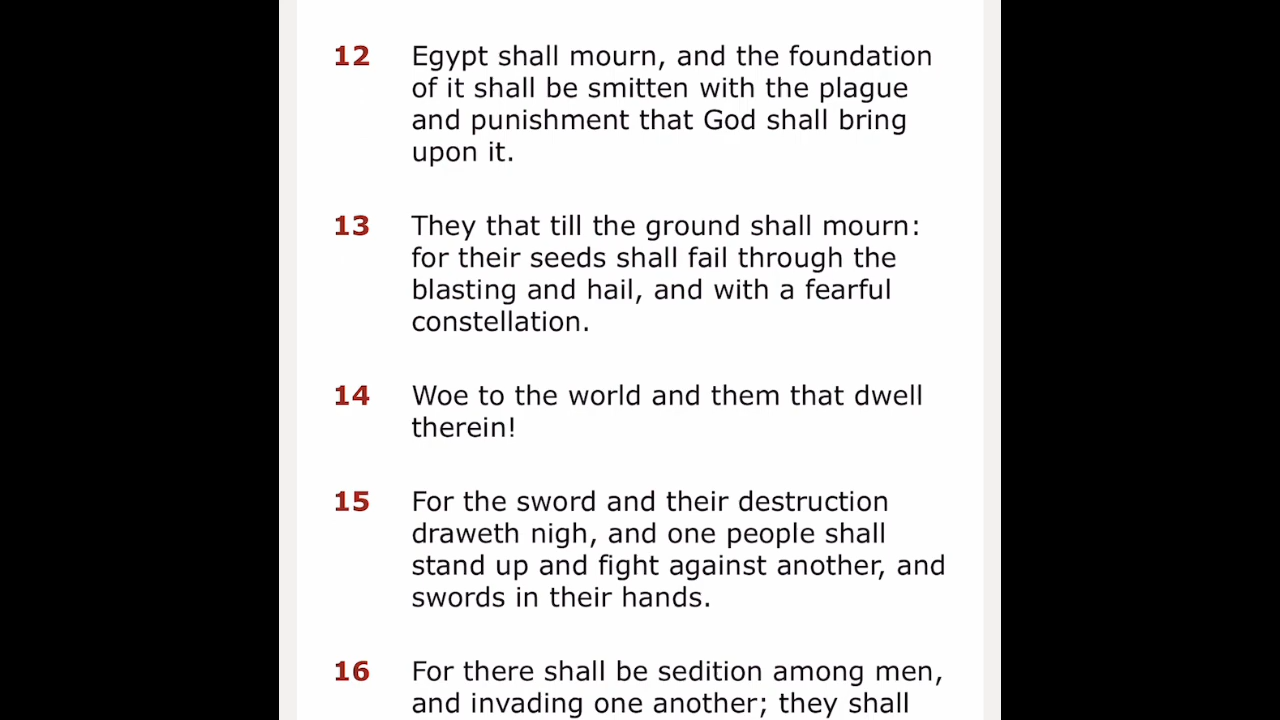 12 Egypt shall mourn, and the foundation
of it shall be smitten with the plague
and punishment that God shall bring
upon it.
13 They that till the ground shall mourn:
for their seeds shall fail through the
blasting and hail, and with a fearful
constellation.
14 Woe to the world and them that dwell
therein!
15 For the sword and their destruction
draweth nigh, and one people shall
stand up and fight against another, and
swords in their hands.
16 For there shall be sedition among men,
and invading one another; they shall